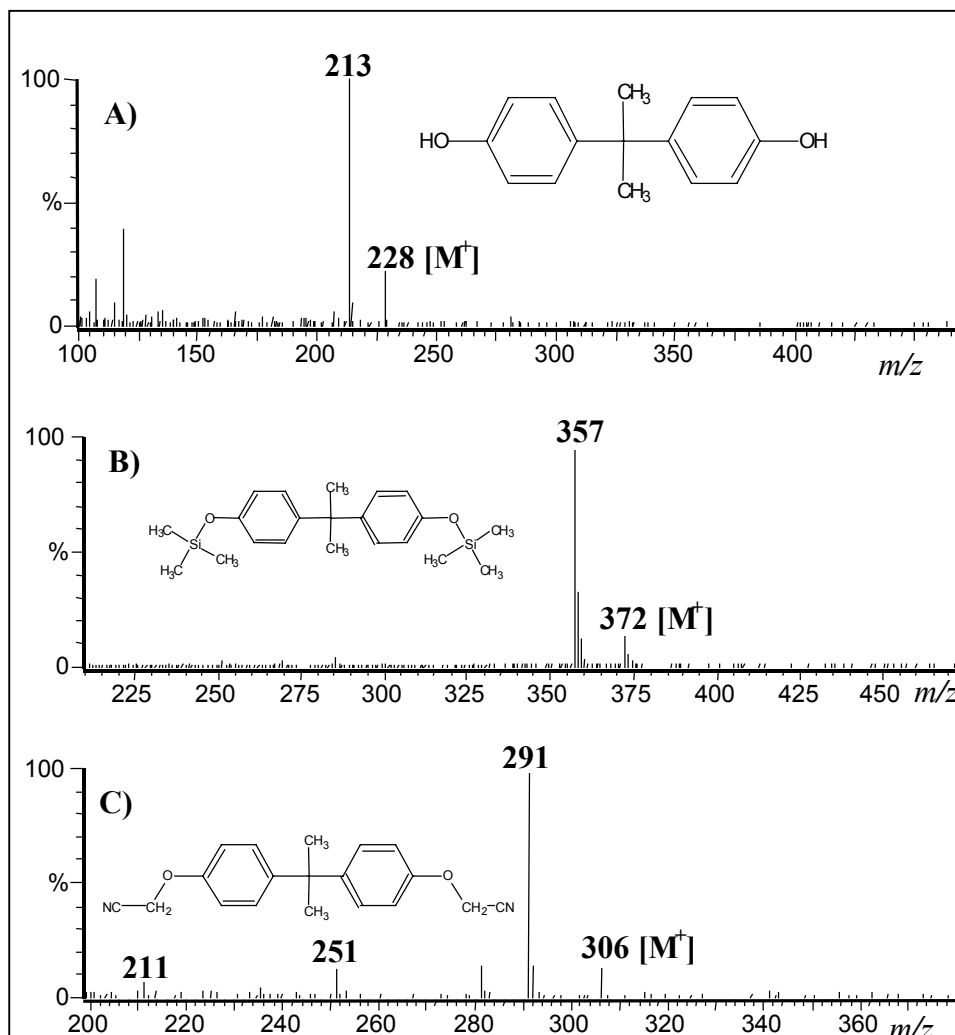 100
213
A)
CH3
HO
OH
CH3
%
228 [M+]
0
100 150 200 250 300 350 400
m/z
100
357
B)
CH3
O
O
H3C
Si
CH3
H3C
CH3
CH3
Si
CH3
H3C
CH3
%
372 [M+]
0
225 250 275 300 325 350 375 400 425 450
m/z
100
291
C)
CH3
O
O
NC
CH2
CH3
CH2
CN
%
211
251
306 [M+]
0
200 220 240 260 280 300 320 340 360
m/z